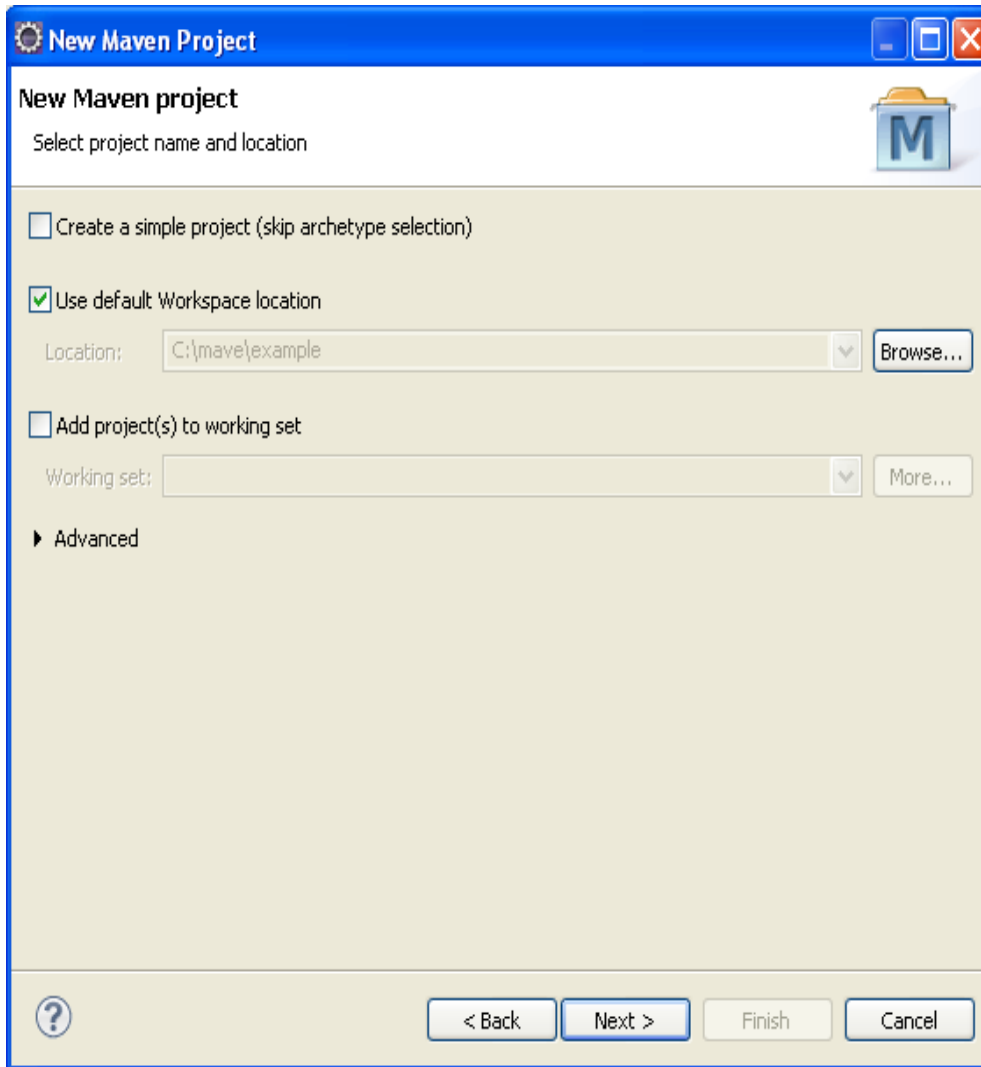 New Maven Project
New Maven project
Select project name and location
M
Create a simple project (skip archetype selection)
Use default Workspace location
Location: C:\mave\example Browse...
Add project(s) to working set
Working set: More...
Advanced
? < Back Next > Finish Cancel